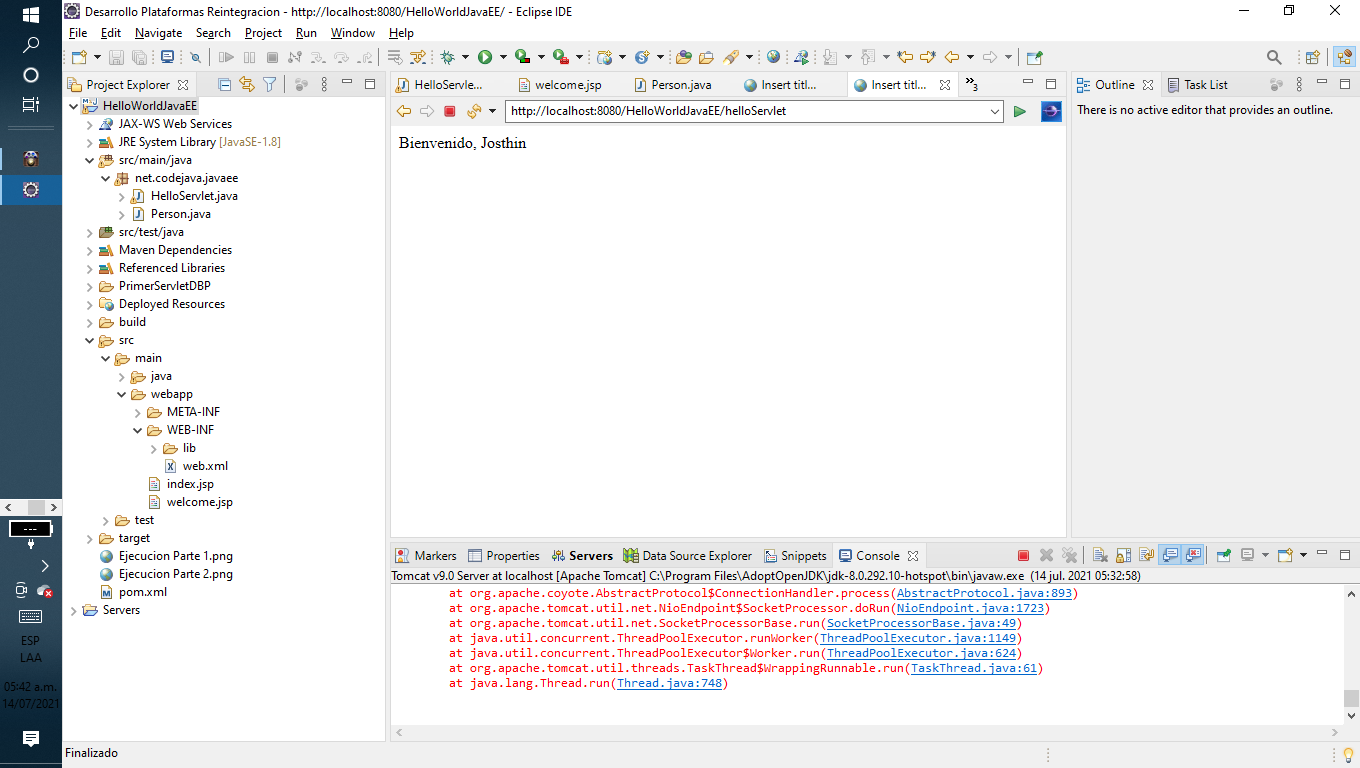 Desarrollo Plataformas Reintegracion - http://localhost:8080/HelloWorldJavaEE/ - Eclipse IDE
File Edit Navigate Search Project Run Window Help
Project Explorer
HelloWorldJavaEE
JAX-WS Web Services
JRE System Library [JavaSE-1.8]
src/main/java
net.codejava.javaee
HelloServlet.java
Person.java
src/test/java
Maven Dependencies
Referenced Libraries
PrimerServletDBP
Deployed Resources
build
src
main
java
webapp
META-INF
WEB-INF
lib
web.xml
index.jsp
welcome.jsp
test
target
Ejecucion Parte 1.png
Ejecucion Parte 2.png
pom.xml
Servers
HelloServle... welcome.jsp Person.java Insert titl... Insert titl... »3
http://localhost:8080/HelloWorldJavaEE/helloServlet
Bienvenido, Josthin
Outline Task List
There is no active editor that provides an outline.
Markers Properties Servers Data Source Explorer Snippets Console
Tomcat v9.0 Server at localhost [Apache Tomcat] C:\Program Files\AdoptOpenJDK\jdk-8.0.292.10-hotspot\bin\javaw.exe (14 jul. 2021 05:32:58)
at org.apache.coyote.AbstractProtocol$ConnectionHandler.process(AbstractProtocol.java:893)
at org.apache.tomcat.util.net.NioEndpoint$SocketProcessor.doRun(NioEndpoint.java:1723)
at org.apache.tomcat.util.net.SocketProcessorBase.run(SocketProcessorBase.java:49)
at java.util.concurrent.ThreadPoolExecutor.runWorker(ThreadPoolExecutor.java:1149)
at java.util.concurrent.ThreadPoolExecutor$Worker.run(ThreadPoolExecutor.java:624)
at org.apache.tomcat.util.threads.TaskThread$WrappingRunnable.run(TaskThread.java:61)
at java.lang.Thread.run(Thread.java:748)
Finalizado
ESP
LAA
05:42 a.m.
14/07/2021